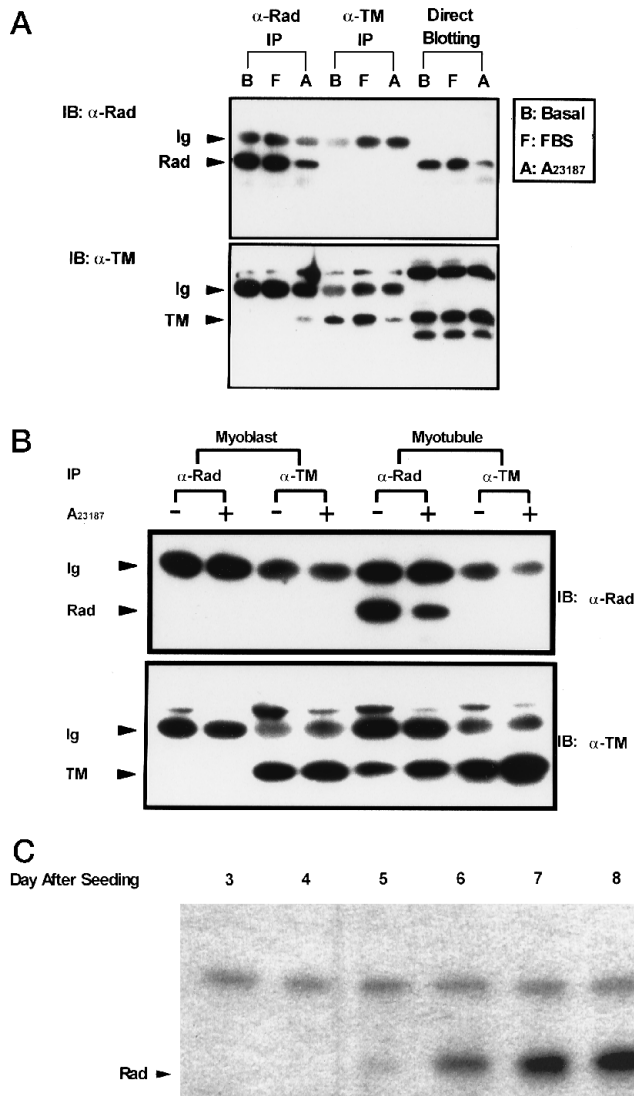 A
α-Rad IP
α-TM IP
Direct Blotting
B F A B F A B F A
IB: α-Rad
Ig
Rad
B: Basal
F: FBS
A: A23187
IB: α-TM
Ig
TM
B
Myoblast Myotubule
IP α-Rad α-TM α-Rad α-TM
A23187 – + – + – + – +
Ig
Rad
IB: α-Rad
Ig
TM
IB: α-TM
C
Day After Seeding 3 4 5 6 7 8
Rad